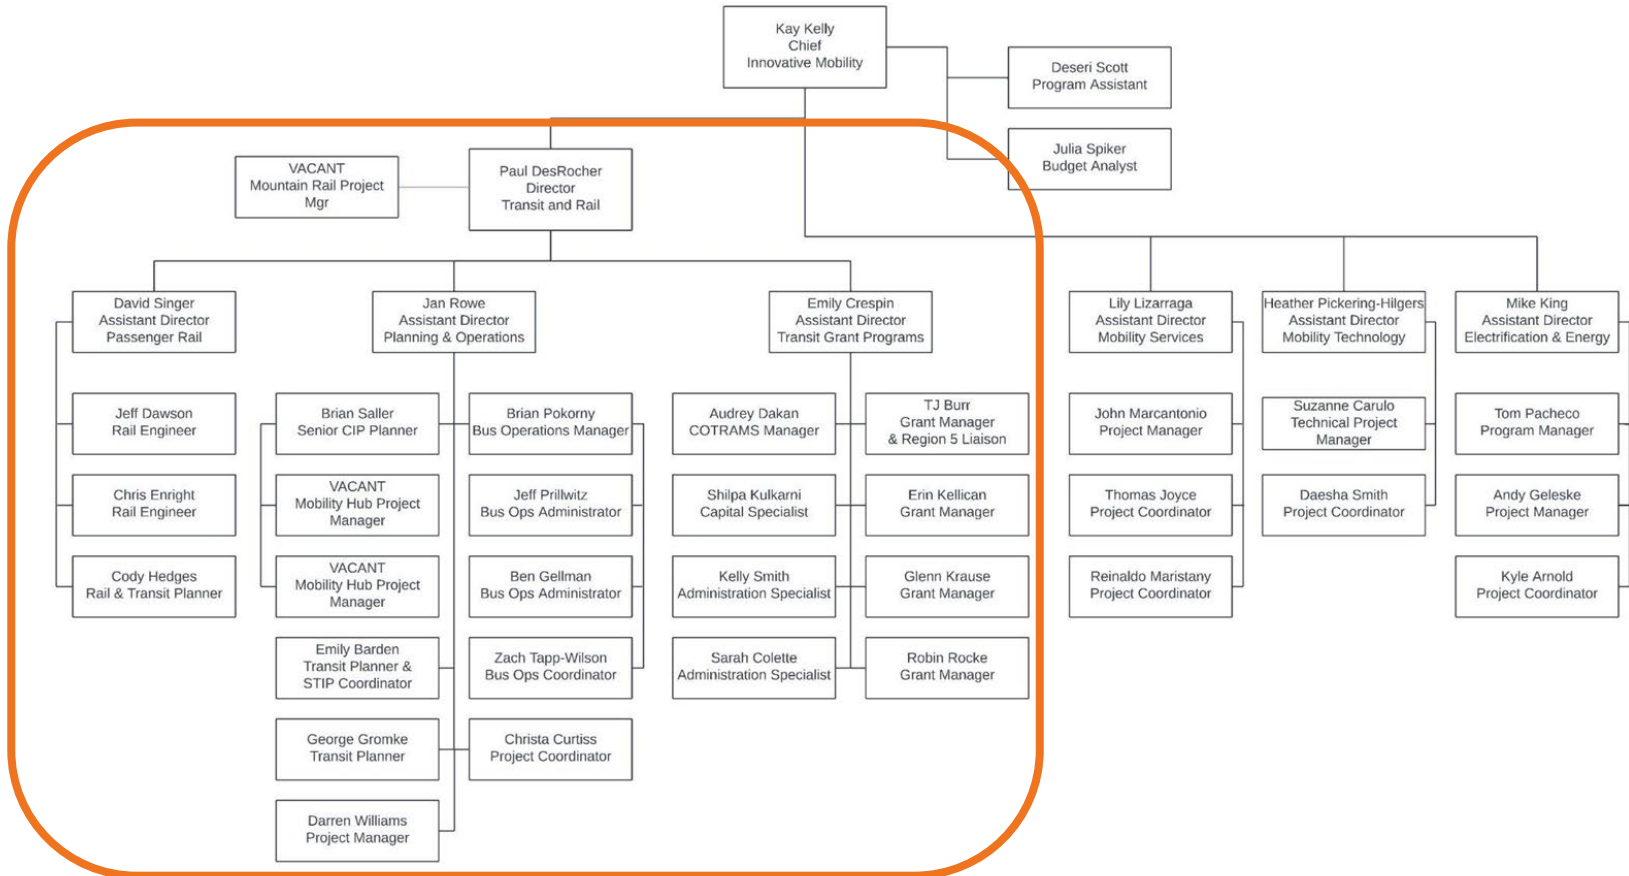 Kay Kelly
Chief
Innovative Mobility
Deseri Scott
Program Assistant
Julia Spiker
Budget Analyst
VACANT
Mountain Rail Project
Mgr
Paul DesRocher
Director
Transit and Rail
David Singer
Assistant Director
Passenger Rail
Jan Rowe
Assistant Director
Planning & Operations
Emily Crespin
Assistant Director
Transit Grant Programs
Lily Lizarraga
Assistant Director
Mobility Services
Heather Pickering-Hilgers
Assistant Director
Mobility Technology
Mike King
Assistant Director
Electrification & Energy
Jeff Dawson
Rail Engineer
Brian Saller
Senior CIP Planner
Brian Pokorny
Bus Operations Manager
Audrey Dakan
COTRAMS Manager
TJ Burr
Grant Manager
& Region 5 Liaison
John Marcantonio
Project Manager
Suzanne Carulo
Technical Project
Manager
Tom Pacheco
Program Manager
Chris Enright
Rail Engineer
VACANT
Mobility Hub Project
Manager
Jeff Prillwitz
Bus Ops Administrator
Shilpa Kulkarni
Capital Specialist
Erin Kellican
Grant Manager
Thomas Joyce
Project Coordinator
Daesha Smith
Project Coordinator
Andy Geleske
Project Manager
Cody Hedges
Rail & Transit Planner
VACANT
Mobility Hub Project
Manager
Ben Gellman
Bus Ops Administrator
Kelly Smith
Administration Specialist
Glenn Krause
Grant Manager
Reinaldo Maristany
Project Coordinator
Kyle Arnold
Project Coordinator
Emily Barden
Transit Planner &
STIP Coordinator
Zach Tapp-Wilson
Bus Ops Coordinator
Sarah Colette
Administration Specialist
Robin Rocke
Grant Manager
George Gromke
Transit Planner
Christa Curtiss
Project Coordinator
Darren Williams
Project Manager